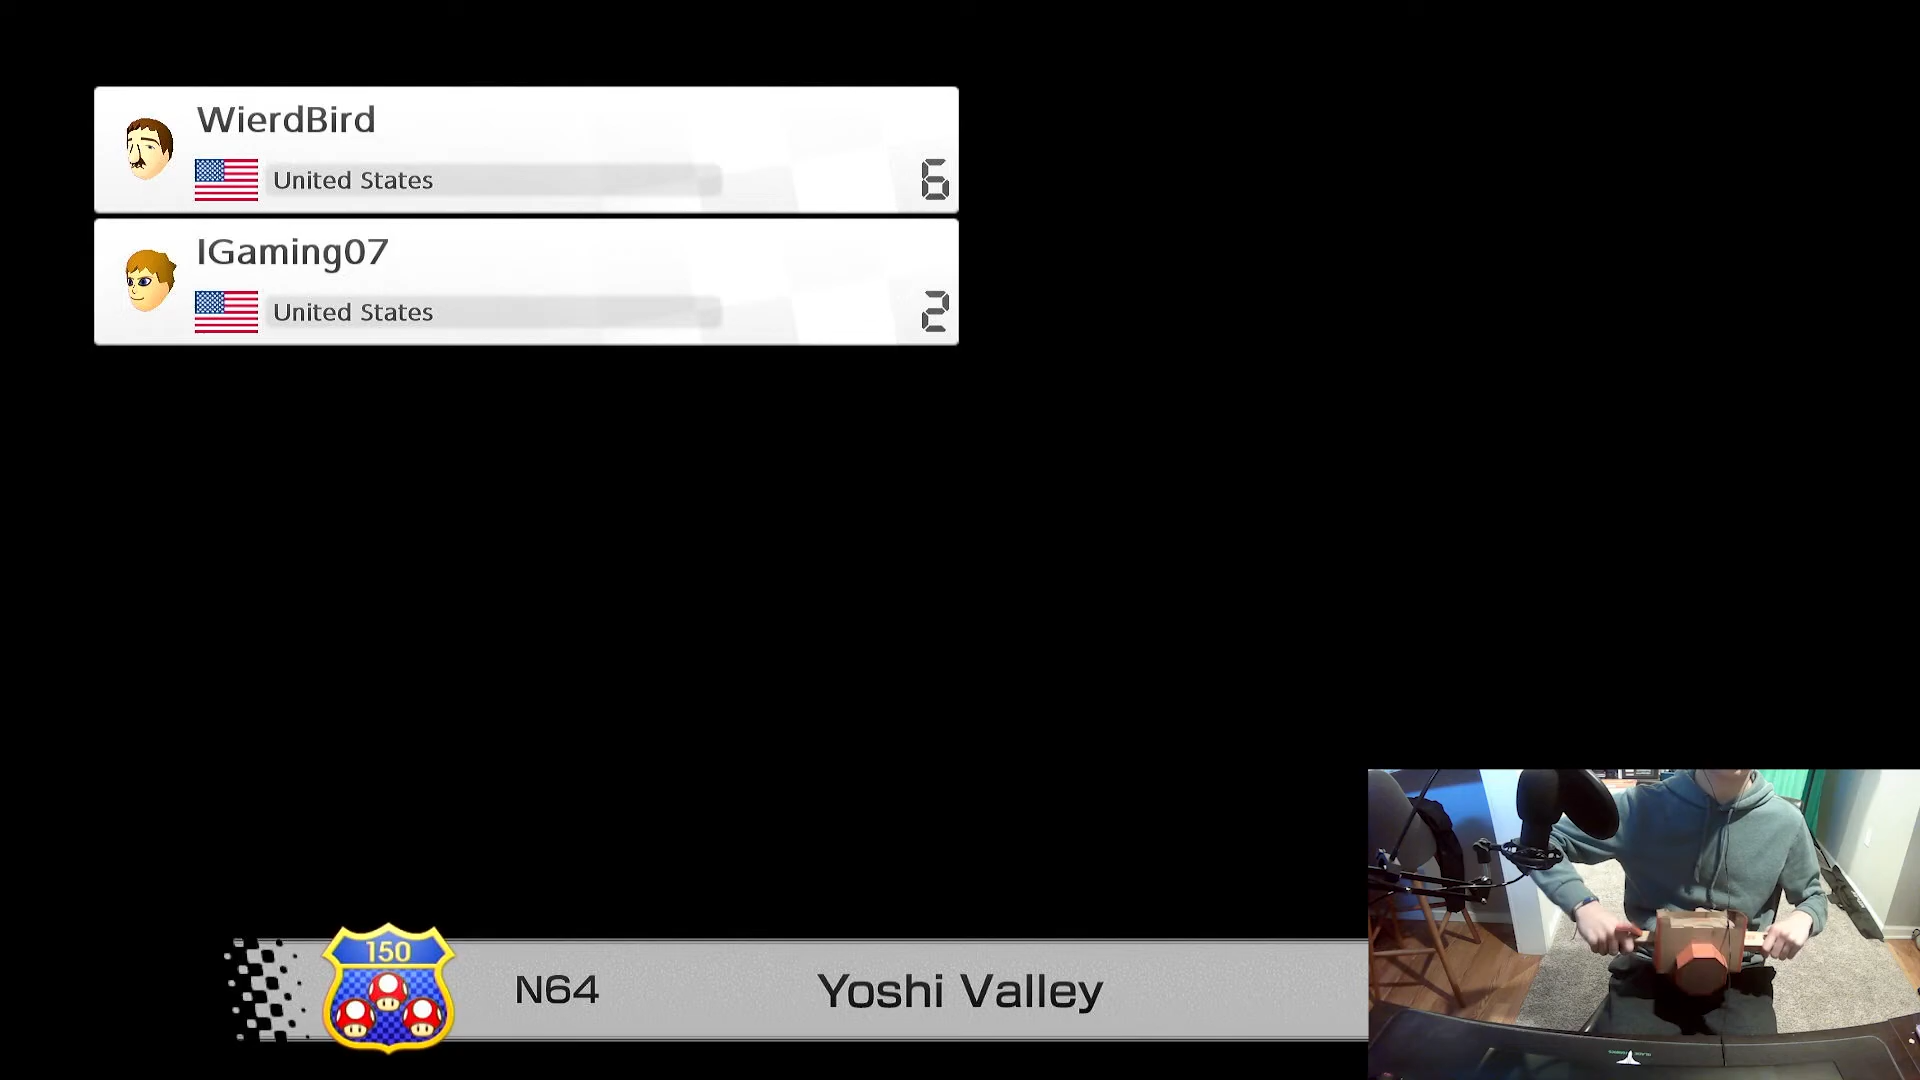 WierdBird
United States
6
IGaming07
United States
2
150
N64
Yoshi Valley